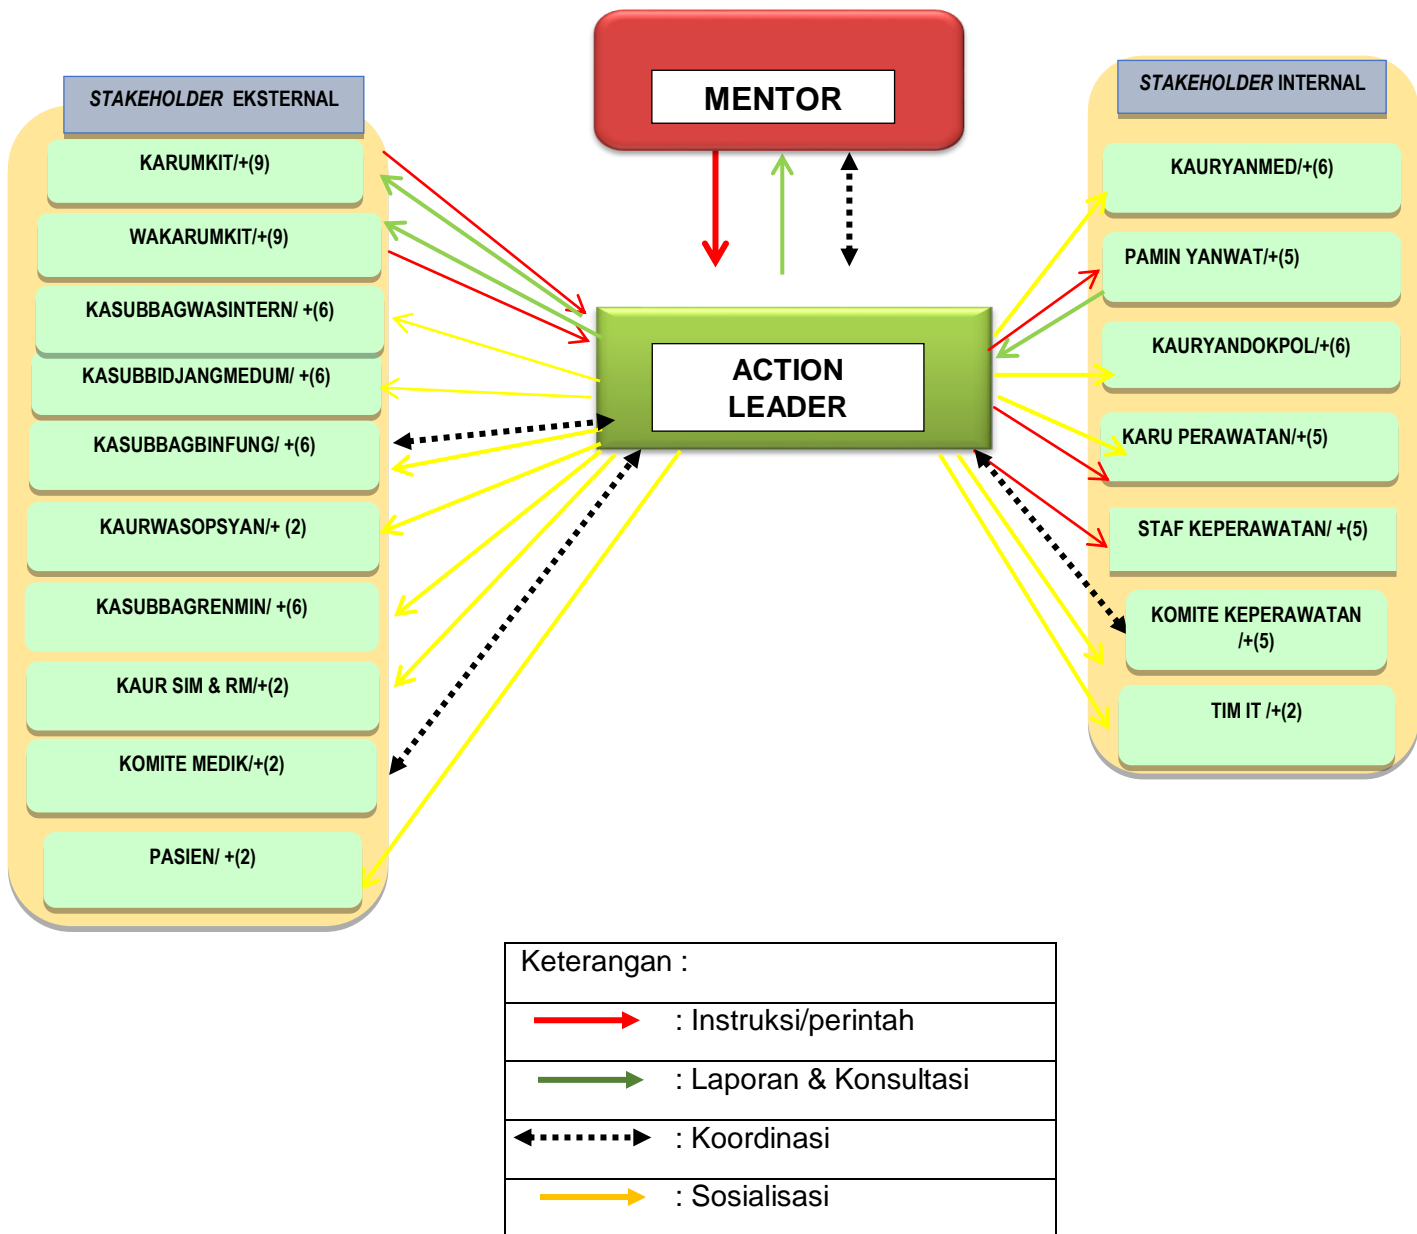 STAKEHOLDER EKSTERNAL
KARUMKIT/+(9)
WAKARUMKIT/+(9)
KASUBBAGWASINTERN/ +(6)
KASUBBIDJANGMEDUM/ +(6)
KASUBBAGBINFUNG/ +(6)
KAURWASOPSYAN/+ (2)
KASUBBAGRENMIN/ +(6)
KAUR SIM & RM/+(2)
KOMITE MEDIK/+(2)
PASIEN/ +(2)
MENTOR
ACTION
LEADER
STAKEHOLDER INTERNAL
KAURYANMED/+(6)
PAMIN YANWAT/+(5)
KAURYANDOKPOL/+(6)
KARU PERAWATAN/+(5)
STAF KEPERAWATAN/ +(5)
KOMITE KEPERAWATAN
/+(5)
TIM IT /+(2)
Keterangan :
: Instruksi/perintah
: Laporan & Konsultasi
: Koordinasi
: Sosialisasi